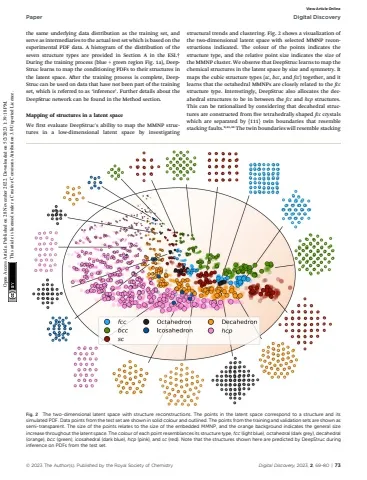 View Article Online
Paper
Digital Discovery
the same underlying data distribution as the training set, and
serve as intermediaries to the actual test set which is based on the
experimental PDF data. A histogram of the distribution of the
seven structure types are provided in Section A in the ESI.†
During the training process (blue + green region Fig. 1a), Deep-
Struc learns to map the conditioning PDFs to their structures in
the latent space. After the training process is complete, Deep-
Struc can be used on data that have not been part of the training
set, which is referred to as 'inference'. Further details about the
DeepStruc network can be found in the Method section.
Mapping of structures in a latent space
We first evaluate DeepStruc's ability to map the MMNP struc-
tures in a low-dimensional latent space by investigating
structural trends and clustering. Fig. 2 shows a visualization of
the two-dimensional latent space with selected MMNP recon-
structions indicated. The colour of the points indicates the
structure type, and the relative point size indicates the size of
the MMNP cluster. We observe that DeepStruc learns to map the
chemical structures in the latent space by size and symmetry. It
maps the cubic structure types (sc, bcc, and fcc) together, and it
learns that the octahedral MMNPs are closely related to the fcc
structure type. Interestingly, DeepStruc also allocates the dec-
ahedral structures to be in between the fcc and hcp structures.
This can be rationalized by considering that decahedral struc-
tures are constructed from five tetrahedrally shaped fcc crystals
which are separated by {111} twin boundaries that resemble
stacking faults. The twin boundaries will resemble stacking
Open Access Article. Published on
This article is licensed under a Creative Commons Attribution 3.0 Unported Licence.
fcc
bcc
sc
Octahedron
Icosahedron
Decahedron
hcp
Fig. 2 The two-dimensional latent space with structure reconstructions. The points in the latent space correspond to a structure and its
simulated PDF. Data points from the test set are shown in solid colour and outlined. The points from the training and validation sets are shown as
semi-transparent. The size of the points relates to the size of the embedded MMNP, and the orange background indicates the general size
increase throughout the latent space. The colour of each point resembles its structure type, fcc (light blue), octahedral (dark grey), decahedral
(orange), bcc (green), icosahedral (dark blue), hcp (pink), and sc (red). Note that the structures shown here are predicted by DeepStruc during
inference on PDFs from the test set.
© 2023 The Author(s). Published by the Royal Society of Chemistry
Digital Discovery, 2023, 2, 69–80 | 73